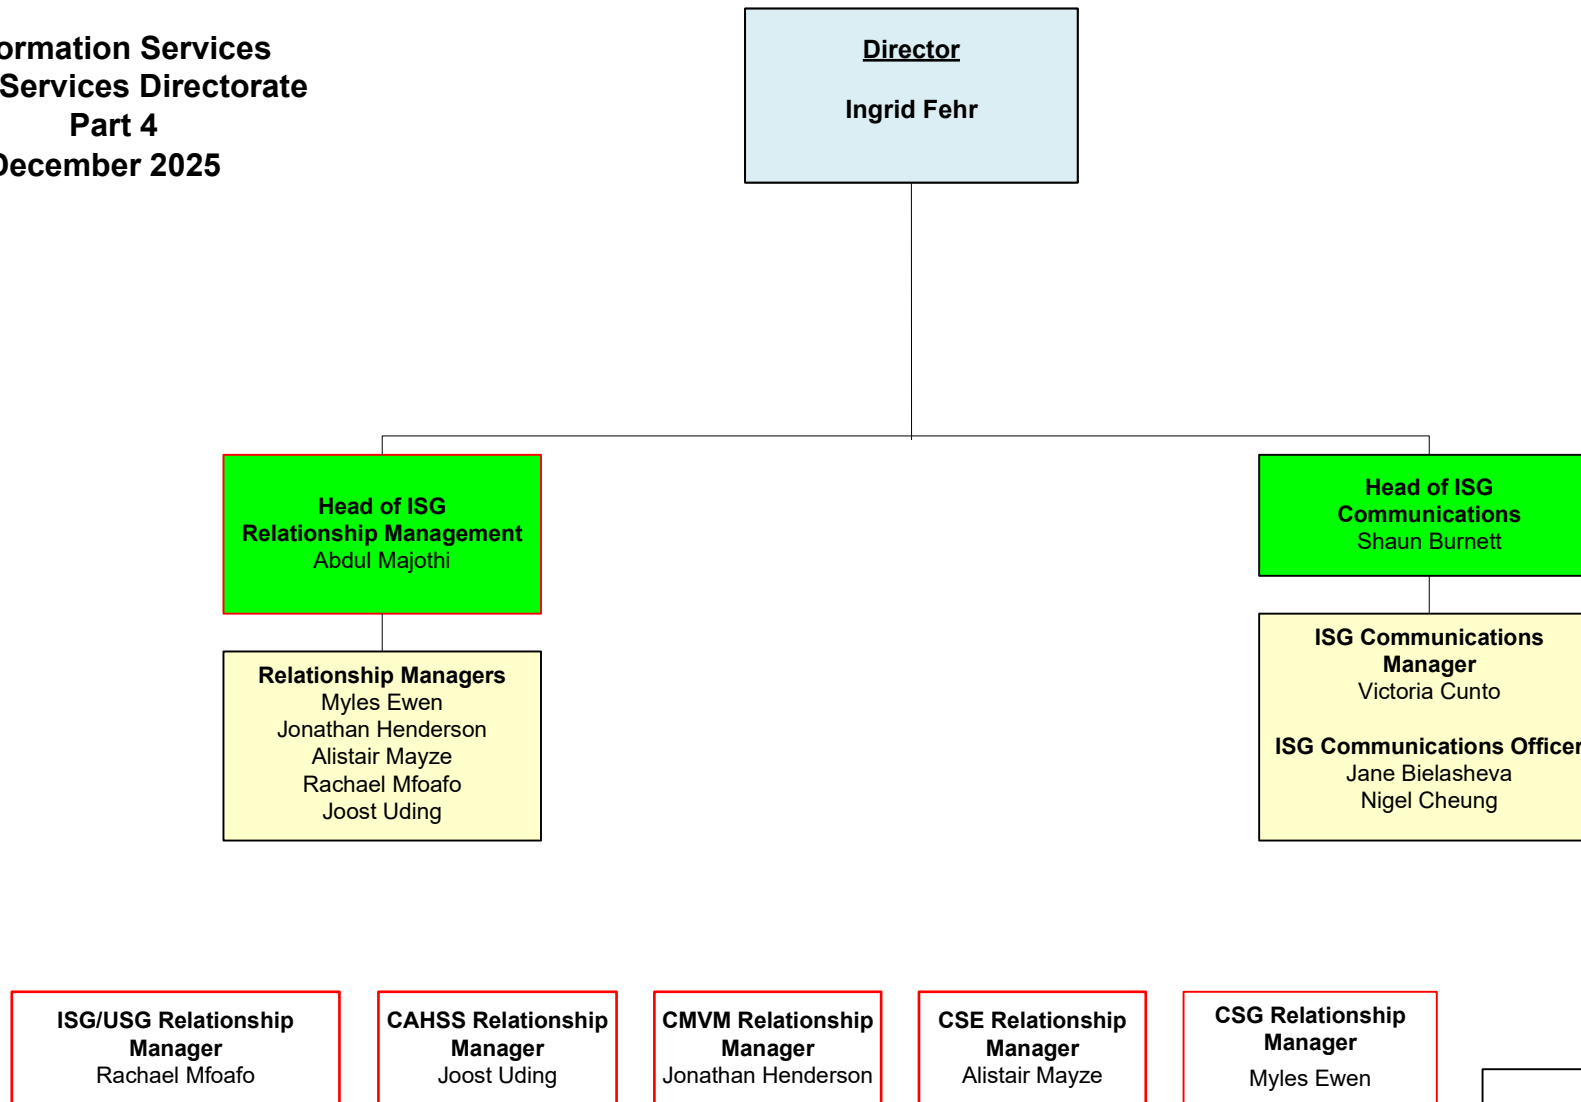 ormation Services
Services Directorate
Part 4
December 2025
Director
Ingrid Fehr
Head of ISG
Relationship Management
Abdul Majothi
Head of ISG
Communications
Shaun Burnett
Relationship Managers
Myles Ewen
Jonathan Henderson
Alistair Mayze
Rachael Mfoafo
Joost Uding
ISG Communications
Manager
Victoria Cunto
ISG Communications Officer
Jane Bielasheva
Nigel Cheung
ISG/USG Relationship
Manager
Rachael Mfoafo
CAHSS Relationship
Manager
Joost Uding
CMVM Relationship
Manager
Jonathan Henderson
CSE Relationship
Manager
Alistair Mayze
CSG Relationship
Manager
Myles Ewen